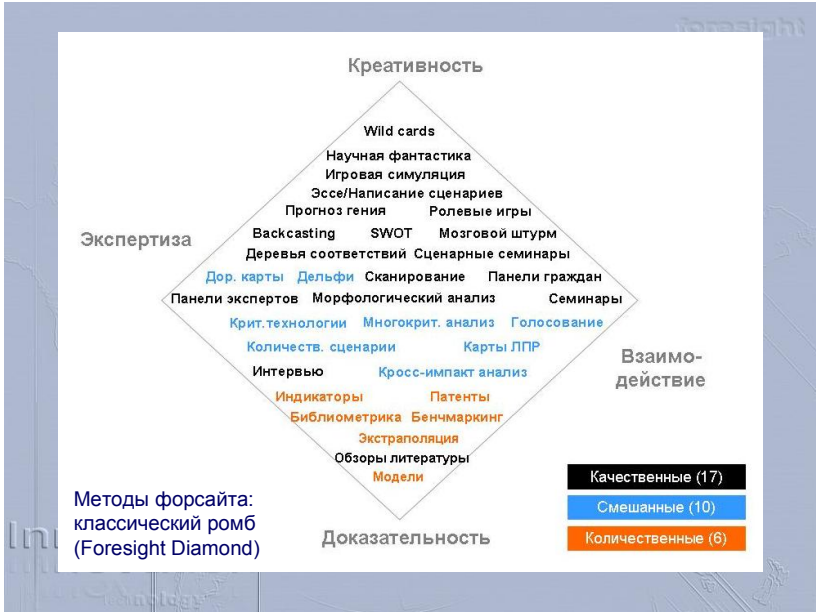 foresight
Креативность
Wild cards
Научная фантастика
Игровая симуляция
Эссе/Написание сценариев
Прогноз гения Ролевые игры
Экспертиза
Backcasting SWOT Мозговой штурм
Деревья соответствий Сценарные семинары
Дор. карты Дельфи Сканирование Панели граждан
Панели экспертов Морфологический анализ Семинары
Крит.технологии Многокрит. анализ Голосование
Количеств. сценарии Карты ЛПР
Взаимо-
действие
Интервью Кросс-импакт анализ
Индикаторы Патенты
Библиометрика Бенчмаркинг
Экстраполяция
Обзоры литературы
Модели
Качественные (17)
Смешанные (10)
Количественные (6)
Методы форсайта:
классический ромб
(Foresight Diamond)
Доказательность